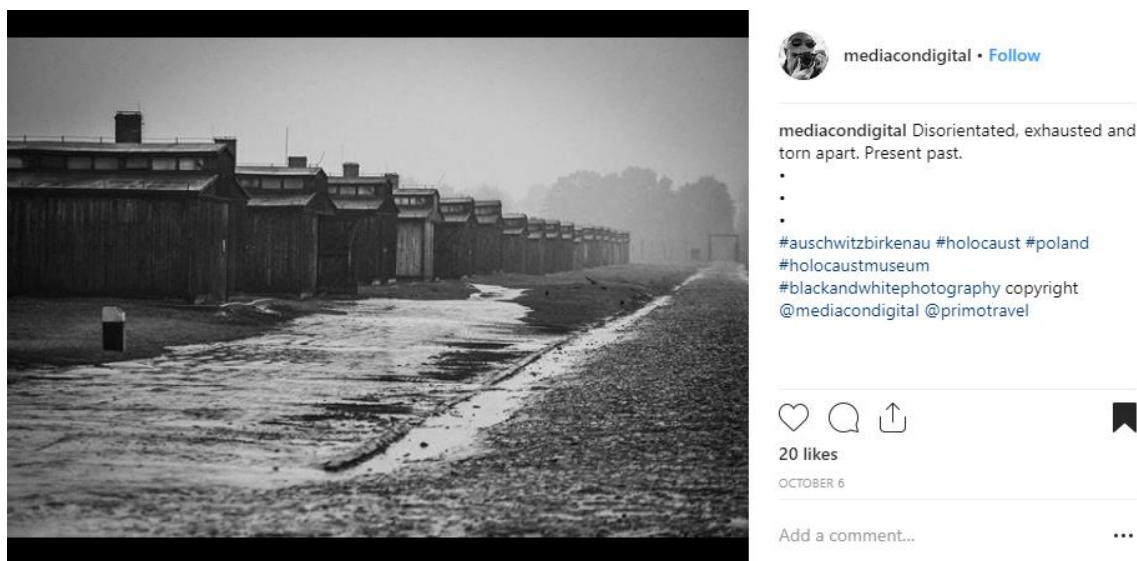 mediacondigital • Follow
mediacondigital Disorientated, exhausted and
torn apart. Present past.
•
•
•
#auschwitzbirkenau #holocaust #poland
#holocaustmuseum
#blackandwhitephotography copyright
@mediacondigital @primotravel
20 likes
OCTOBER 6
Add a comment...